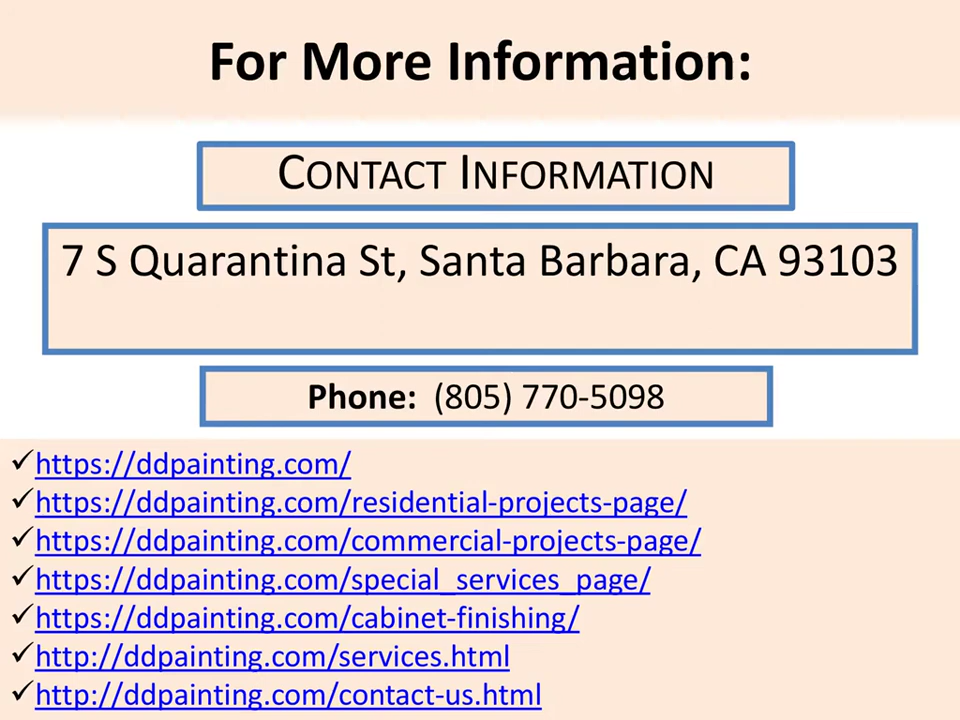 For More Information:
CONTACT INFORMATION
7 S Quarantina St, Santa Barbara, CA 93103
Phone: (805) 770-5098
✓https://ddpainting.com/
✓https://ddpainting.com/residential-projects-page/
✓https://ddpainting.com/commercial-projects-page/
✓https://ddpainting.com/special_services_page/
✓https://ddpainting.com/cabinet-finishing/
✓http://ddpainting.com/services.html
✓http://ddpainting.com/contact-us.html